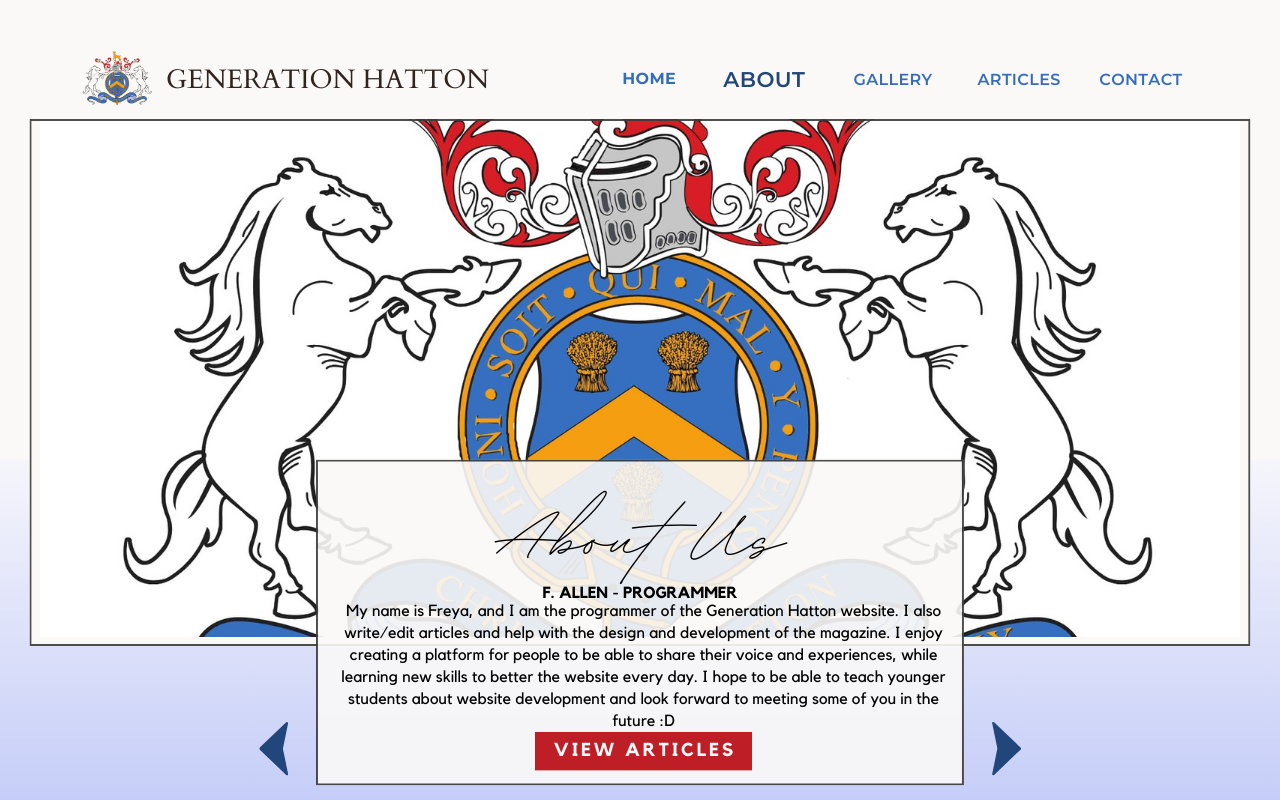 GENERATION HATTON
HOME ABOUT GALLERY ARTICLES CONTACT
HONI • SOIT • QUI • MAL • Y • PENSE
About Us
F. ALLEN - PROGRAMMER
My name is Freya, and I am the programmer of the Generation Hatton website. I also
write/edit articles and help with the design and development of the magazine. I enjoy
creating a platform for people to be able to share their voice and experiences, while
learning new skills to better the website every day. I hope to be able to teach younger
students about website development and look forward to meeting some of you in the
future :D
VIEW ARTICLES